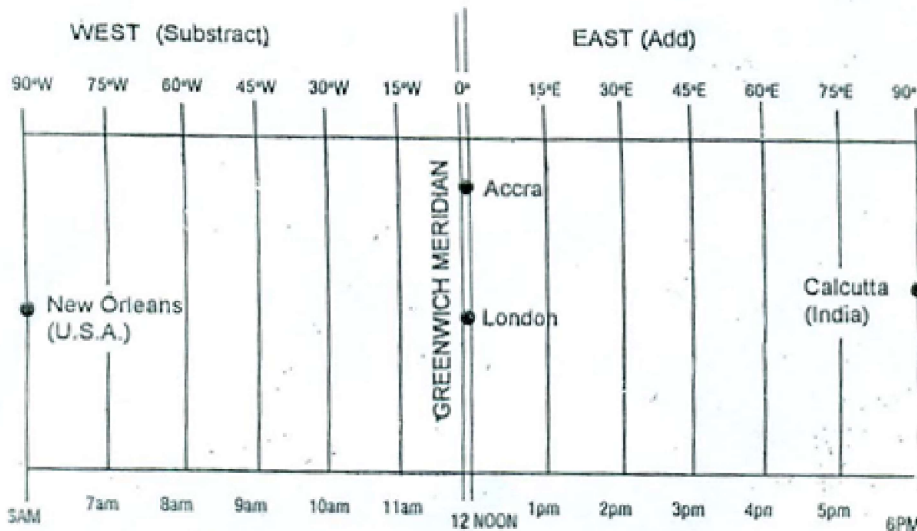 WEST (Substract)
EAST (Add)
90°W 75°W 60°W 45°W 30°W 15°W 0° 15°E 30°E 45°E 60°E 75°E 90°
GREENWICH MERIDIAN
Accra
New Orleans
(U.S.A.)
London
Calcutta
(India)
7am 8am 9am 10am 11am 12 NOON 1pm 2pm 3pm 4pm 5pm 6PM